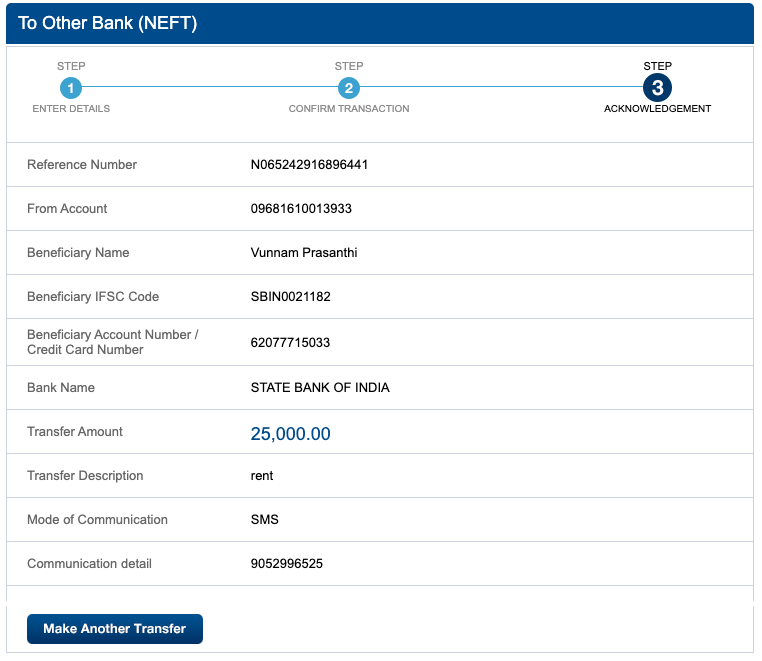 To Other Bank (NEFT)
STEP STEP STEP
1 2 3
ENTER DETAILS CONFIRM TRANSACTION ACKNOWLEDGEMENT
Reference Number N065242916896441
From Account 09681610013933
Beneficiary Name Vunnam Prasanthi
Beneficiary IFSC Code SBIN0021182
Beneficiary Account Number /
Credit Card Number 62077715033
Bank Name STATE BANK OF INDIA
Transfer Amount 25,000.00
Transfer Description rent
Mode of Communication SMS
Communication detail 9052996525
Make Another Transfer